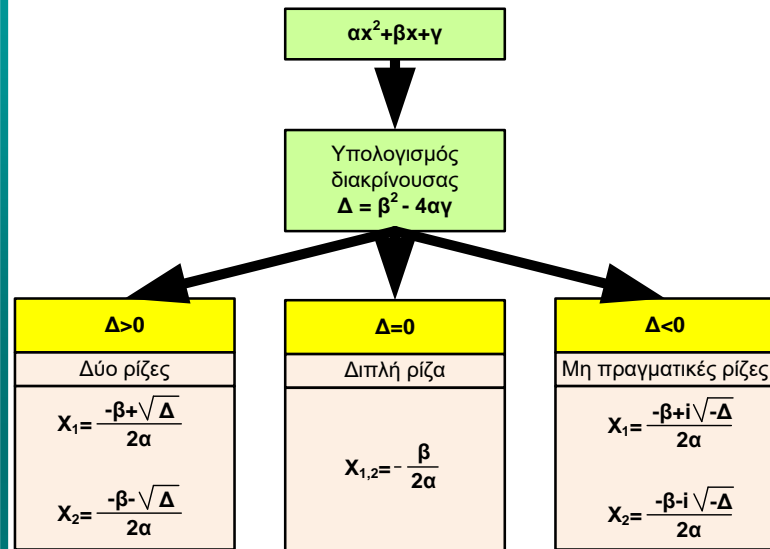 αx²+βx+γ
Υπολογισμός
διακρίνουσας
Δ = β² - 4αγ
Δ>0
Δύο ρίζες
X₁= -β+√Δ / 2α
X₂= -β-√Δ / 2α
Δ=0
Διπλή ρίζα
X₁,₂= - β / 2α
Δ<0
Μη πραγματικές ρίζες
X₁= -β+i√-Δ / 2α
X₂= -β-i√-Δ / 2α